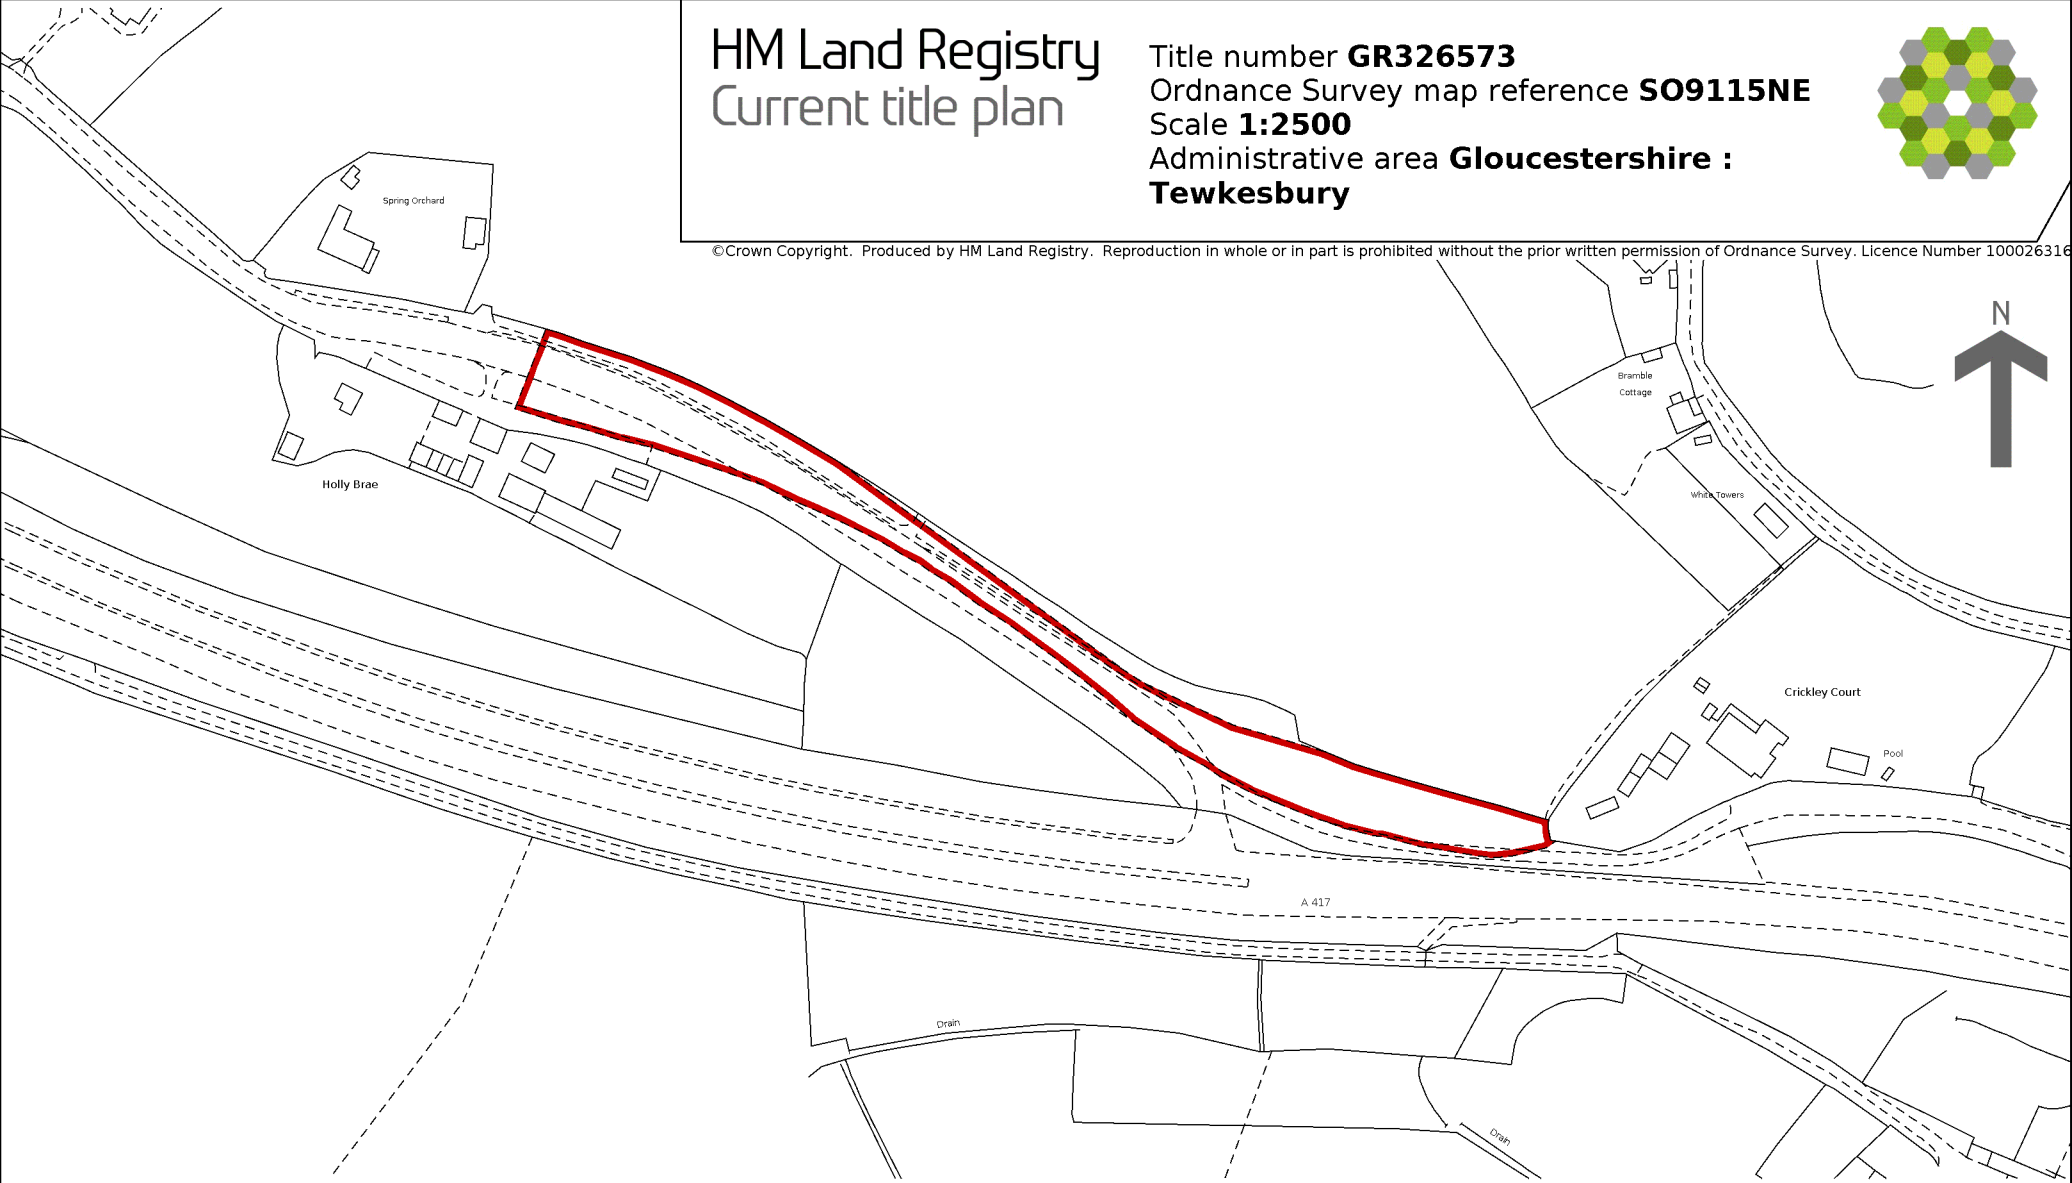 HM Land Registry
Current title plan
Title number GR326573
Ordnance Survey map reference SO9115NE
Scale 1:2500
Administrative area Gloucestershire :
Tewkesbury
©Crown Copyright. Produced by HM Land Registry. Reproduction in whole or in part is prohibited without the prior written permission of Ordnance Survey. Licence Number 100026316
Spring Orchard
N
Bramble
Cottage
Holly Brae
White Towers
Crickley Court
Pool
A 417
Drain
Drain